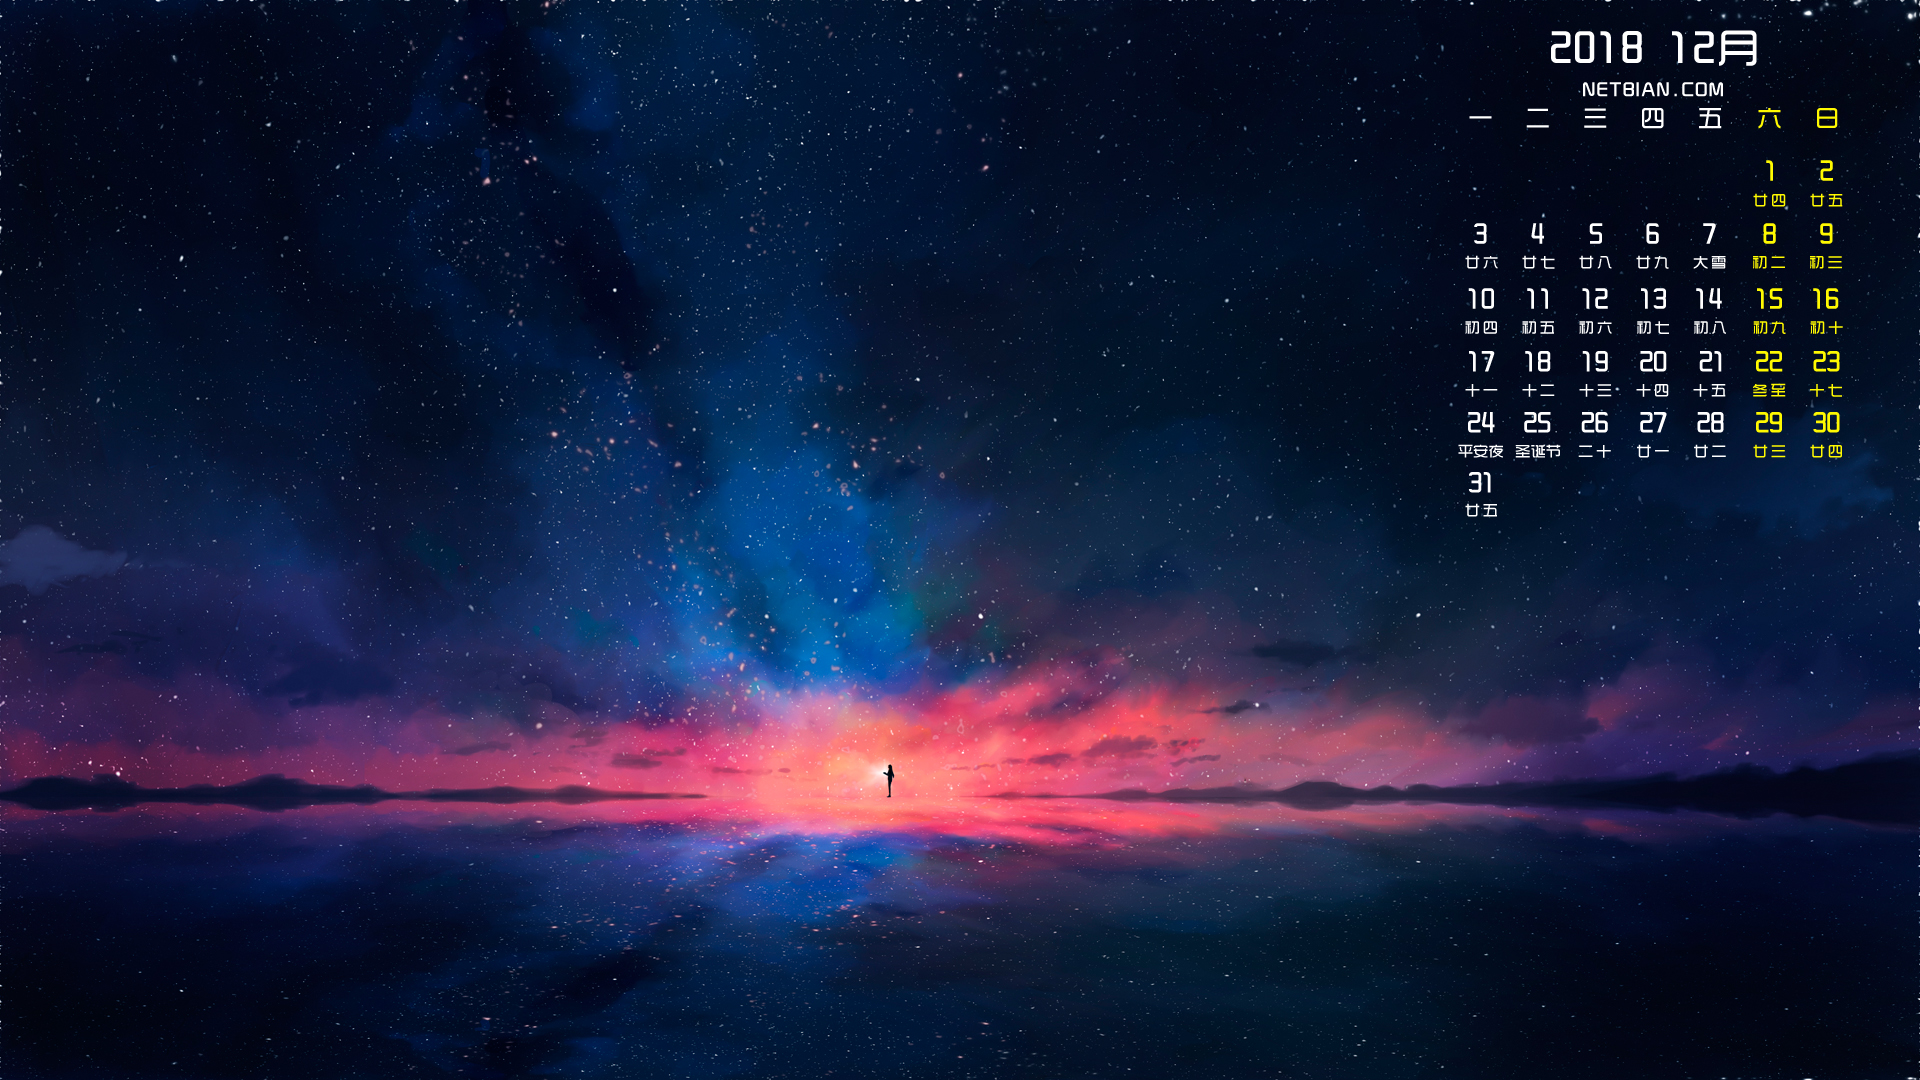 2018 12月
NETBIAN.COM
一 二 三 四 五 六 日
1 2
廿四 廿五
3 4 5 6 7 8 9
廿六 廿七 廿八 廿九 大雪 初二 初三
10 11 12 13 14 15 16
初四 初五 初六 初七 初八 初九 初十
17 18 19 20 21 22 23
十一 十二 十三 十四 十五 冬至 十七
24 25 26 27 28 29 30
平安夜 圣诞节 二十 廿一 廿二 廿三 廿四
31
廿五